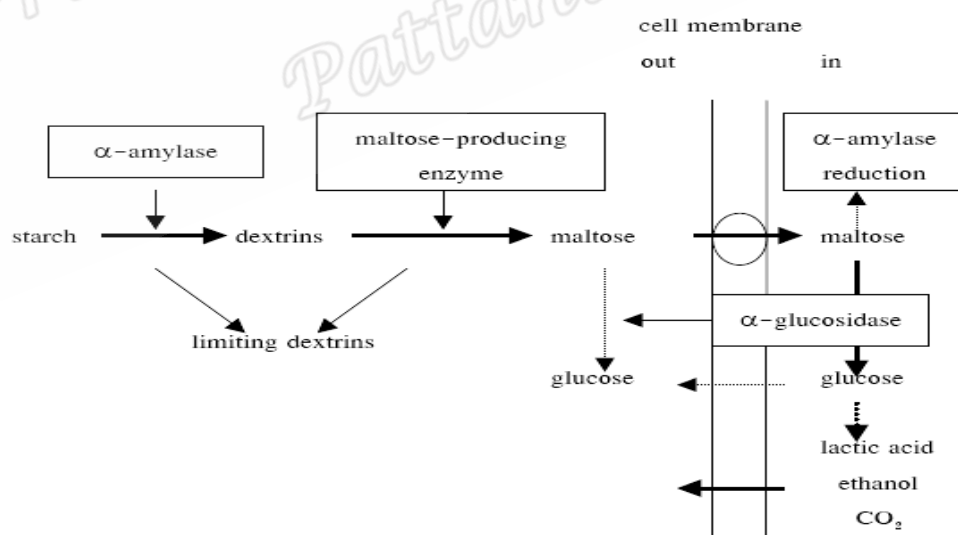 Pattani
cell membrane
out in
α-amylase
maltose-producing
enzyme
α-amylase
reduction
starch dextrins maltose maltose
α-glucosidase
limiting dextrins
glucose glucose
lactic acid
ethanol
CO₂